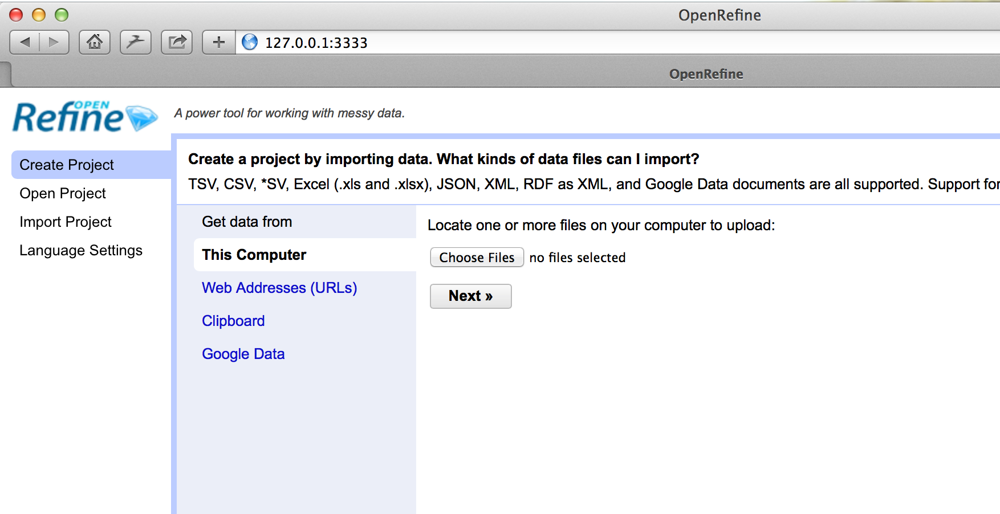 OpenRefine
127.0.0.1:3333
OpenRefine
OPEN
Refine
A power tool for working with messy data.
Create Project
Open Project
Import Project
Language Settings
Create a project by importing data. What kinds of data files can I import?
TSV, CSV, *SV, Excel (.xls and .xlsx), JSON, XML, RDF as XML, and Google Data documents are all supported. Support for
Get data from
This Computer
Web Addresses (URLs)
Clipboard
Google Data
Locate one or more files on your computer to upload:
Choose Files no files selected
Next »